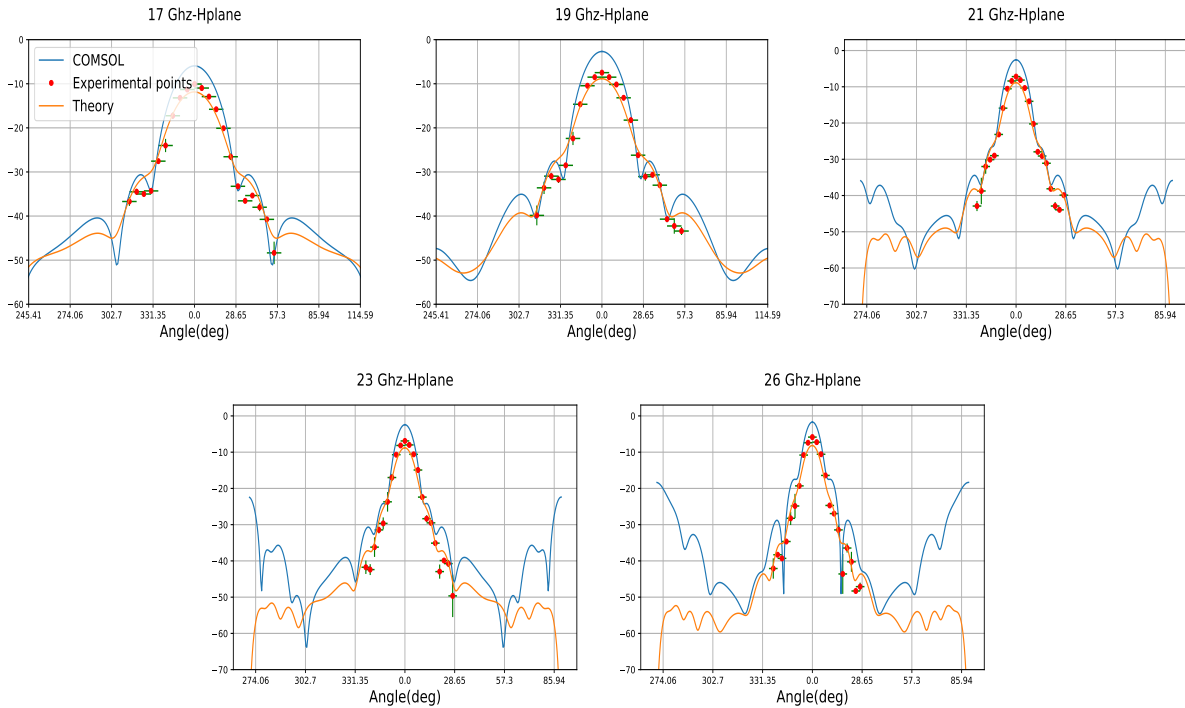 17 Ghz-Hplane
19 Ghz-Hplane
21 Ghz-Hplane
0
−10
−20
−30
−40
−50
−60
COMSOL
Experimental points
Theory
245.41 274.06 302.7 331.35 0.0 28.65 57.3 85.94 114.59
Angle(deg)
0
−10
−20
−30
−40
−50
−60
245.41 274.06 302.7 331.35 0.0 28.65 57.3 85.94 114.59
Angle(deg)
0
−10
−20
−30
−40
−50
−60
−70
274.06 302.7 331.35 0.0 28.65 57.3 85.94
Angle(deg)
23 Ghz-Hplane
26 Ghz-Hplane
0
−10
−20
−30
−40
−50
−60
−70
274.06 302.7 331.35 0.0 28.65 57.3 85.94
Angle(deg)
0
−10
−20
−30
−40
−50
−60
−70
274.06 302.7 331.35 0.0 28.65 57.3 85.94
Angle(deg)